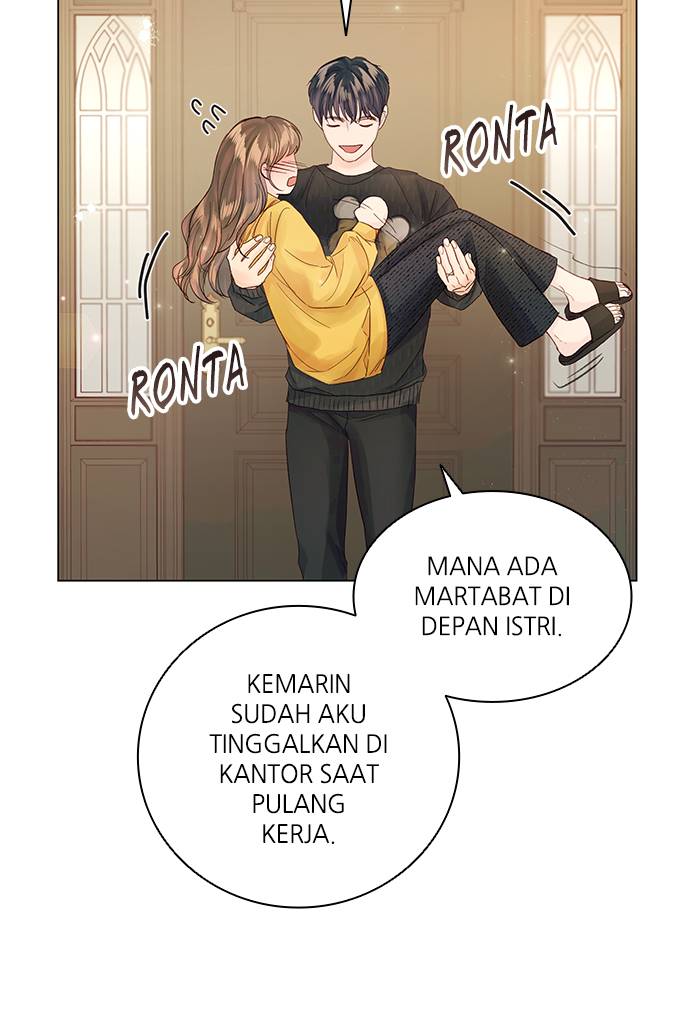 RONTA
RONTA
MANA ADA
MARTABAT DI
DEPAN ISTRI.
KEMARIN
SUDAH AKU
TINGGALKAN DI
KANTOR SAAT
PULANG
KERJA.